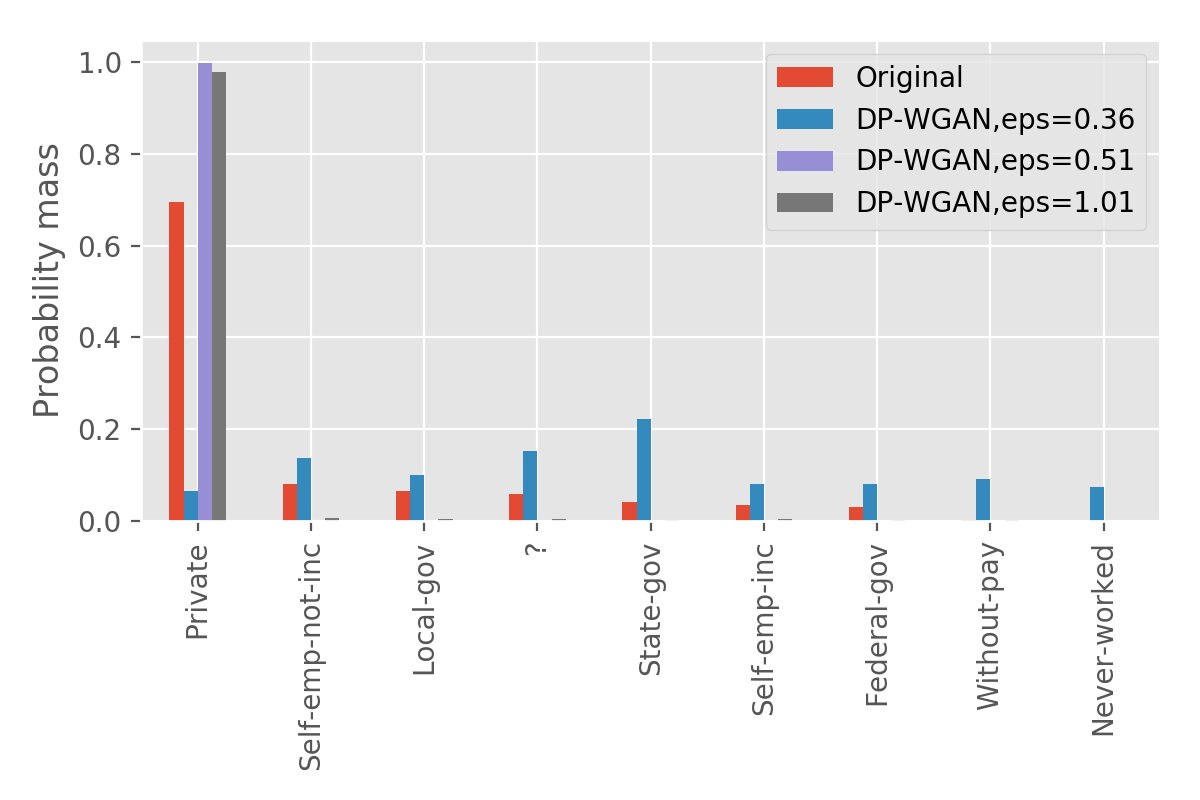 Probability mass
1.0
0.8
0.6
0.4
0.2
0.0
Original
DP-WGAN,eps=0.36
DP-WGAN,eps=0.51
DP-WGAN,eps=1.01
Private
Self-emp-not-inc
Local-gov
?
State-gov
Self-emp-inc
Federal-gov
Without-pay
Never-worked